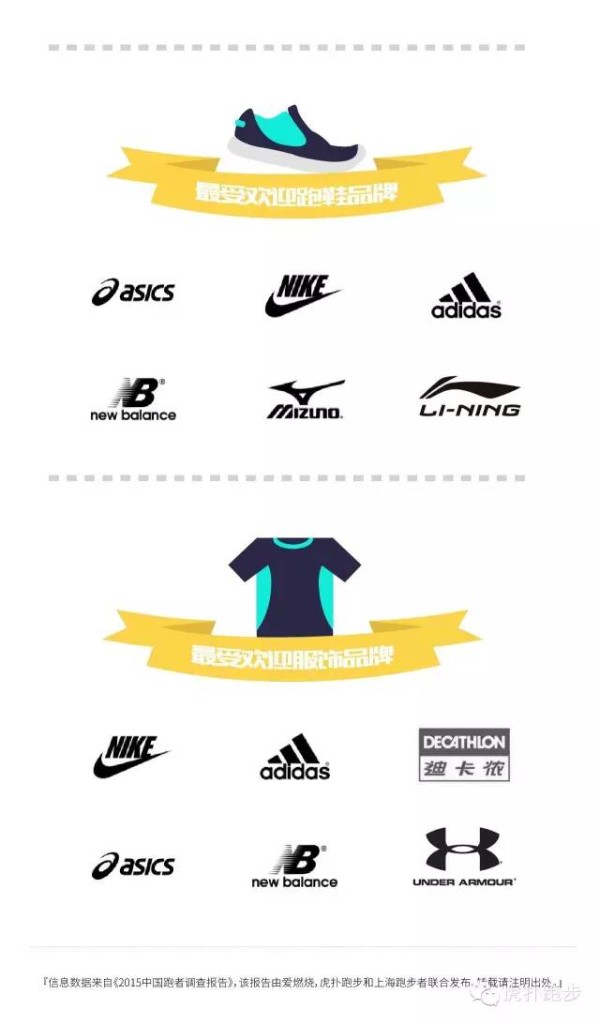 最受欢迎跑鞋品牌
asics NIKE adidas®
NB®
new balance MIZUNO® LI-NING
最受欢迎服饰品牌
NIKE adidas® DECATHLON
迪卡侬
asics NB®
new balance UNDER ARMOUR®
『信息数据来自《2015中国跑者调查报告》，该报告由爱燃烧，虎扑跑步和上海跑步者联合发布，转载请注明出处。』
虎扑跑步